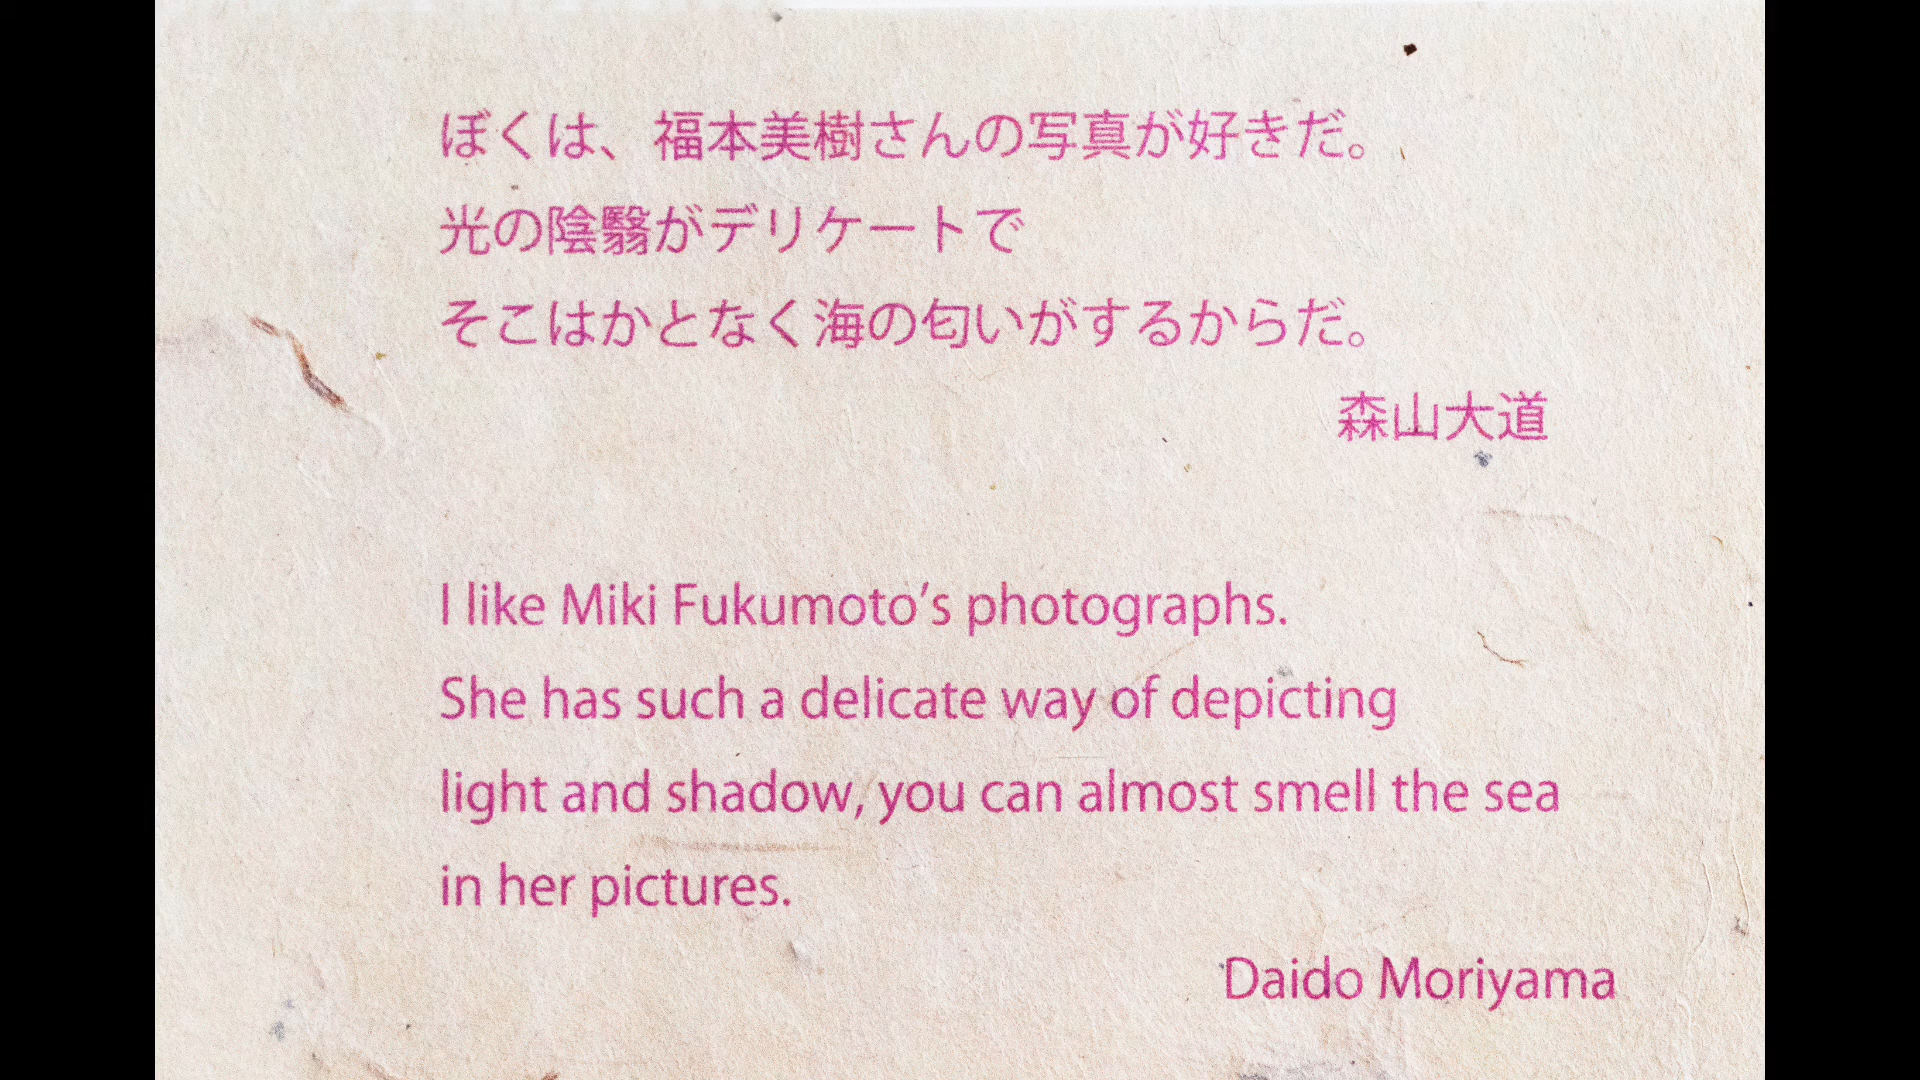 ぼくは、福本美樹さんの写真が好きだ。
光の陰翳がデリケートで
そこはかとなく海の匂いがするからだ。
森山大道
I like Miki Fukumoto’s photographs.
She has such a delicate way of depicting
light and shadow, you can almost smell the sea
in her pictures.
Daido Moriyama